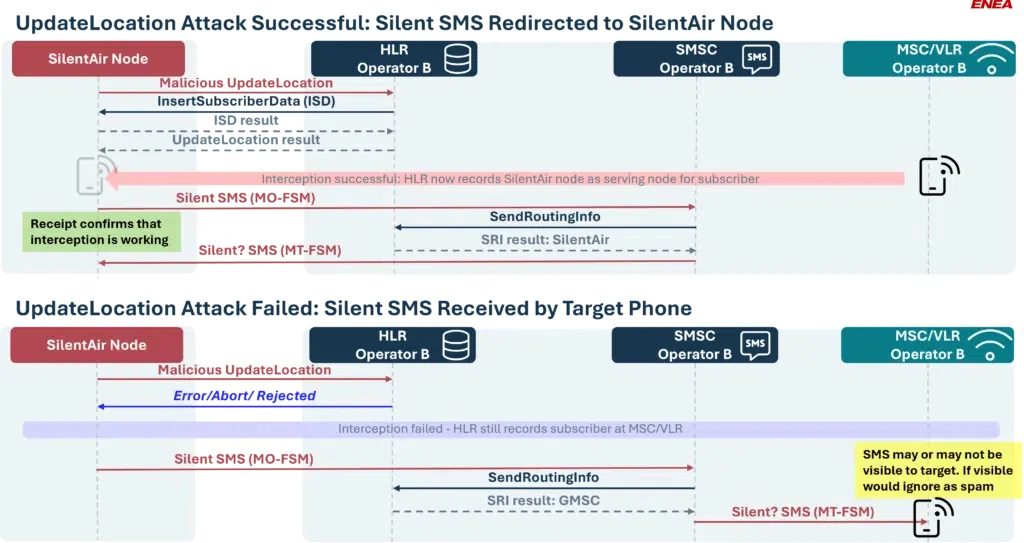 ENEA
UpdateLocation Attack Successful: Silent SMS Redirected to SilentAir Node
SilentAir Node
HLR
Operator B
SMSC
Operator B
SMS
MSC/VLR
Operator B
Malicious UpdateLocation
InsertSubscriberData (ISD)
ISD result
UpdateLocation result
Interception successful: HLR now records SilentAir node as serving node for subscriber
Silent SMS (MO-FSM)
Receipt confirms that
interception is working
SendRoutingInfo
SRI result: SilentAir
Silent? SMS (MT-FSM)
UpdateLocation Attack Failed: Silent SMS Received by Target Phone
SilentAir Node
HLR
Operator B
SMSC
Operator B
SMS
MSC/VLR
Operator B
Malicious UpdateLocation
Error/Abort/ Rejected
Interception failed - HLR still records subscriber at MSC/VLR
Silent SMS (MO-FSM)
SMS may or may not be
visible to target. If visible
would ignore as spam
SendRoutingInfo
SRI result: GMSC
Silent? SMS (MT-FSM)